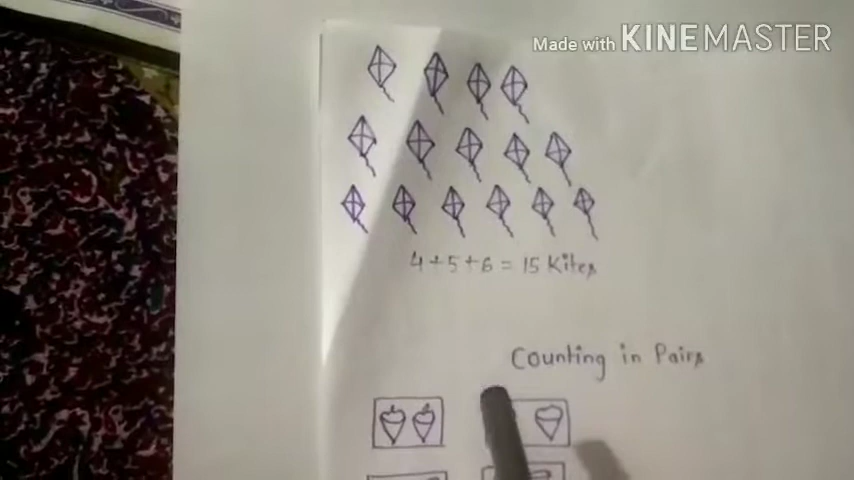 Made with KINEMASTER
4+5+6 = 15 Kites
Counting in Pairs